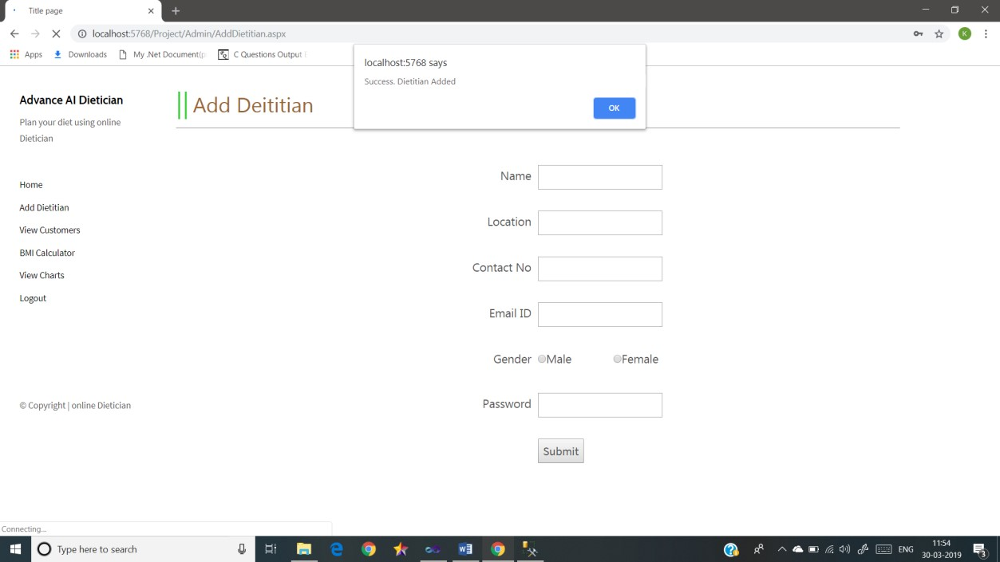 Title page
localhost:5768/Project/Admin/AddDietitian.aspx
K
Apps
Downloads
My .Net Document(p
C Questions Output
localhost:5768 says
Success. Dietitian Added
OK
Advance AI Dietician
Plan your diet using online
Dietician
Home
Add Dietitian
View Customers
BMI Calculator
View Charts
Logout
© Copyright | online Dietician
Add Deititian
Name
Location
Contact No
Email ID
Gender Male Female
Password
Submit
Connecting...
Type here to search
ENG
11:54
30-03-2019
3